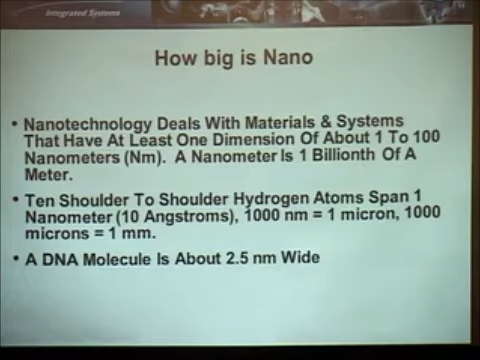 Integrated Systems
How big is Nano
• Nanotechnology Deals With Materials & Systems
That Have At Least One Dimension Of About 1 To 100
Nanometers (Nm). A Nanometer Is 1 Billionth Of A
Meter.
• Ten Shoulder To Shoulder Hydrogen Atoms Span 1
Nanometer (10 Angstroms), 1000 nm = 1 micron, 1000
microns = 1 mm.
• A DNA Molecule Is About 2.5 nm Wide